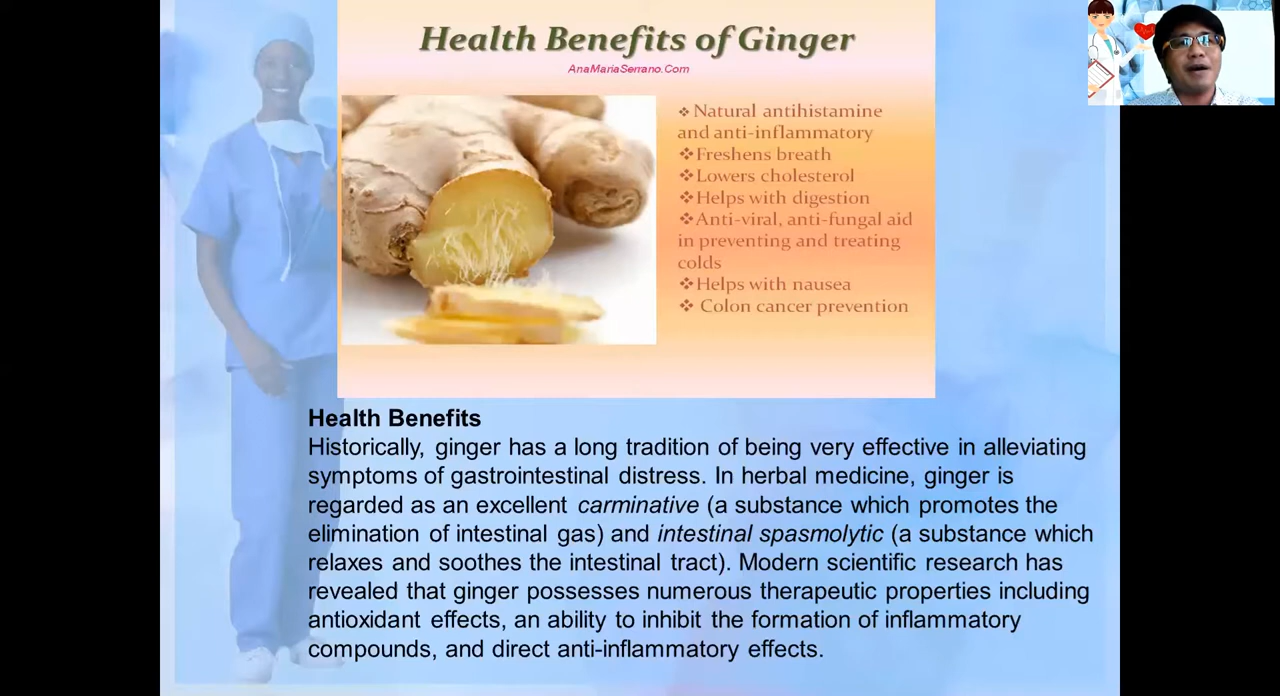 Health Benefits of Ginger
AnaMariaSerrano.Com
❖ Natural antihistamine
and anti-inflammatory
❖Freshens breath
❖Lowers cholesterol
❖Helps with digestion
❖Anti-viral, anti-fungal aid
in preventing and treating
colds
❖Helps with nausea
❖ Colon cancer prevention
Health Benefits
Historically, ginger has a long tradition of being very effective in alleviating
symptoms of gastrointestinal distress. In herbal medicine, ginger is
regarded as an excellent carminative (a substance which promotes the
elimination of intestinal gas) and intestinal spasmolytic (a substance which
relaxes and soothes the intestinal tract). Modern scientific research has
revealed that ginger possesses numerous therapeutic properties including
antioxidant effects, an ability to inhibit the formation of inflammatory
compounds, and direct anti-inflammatory effects.